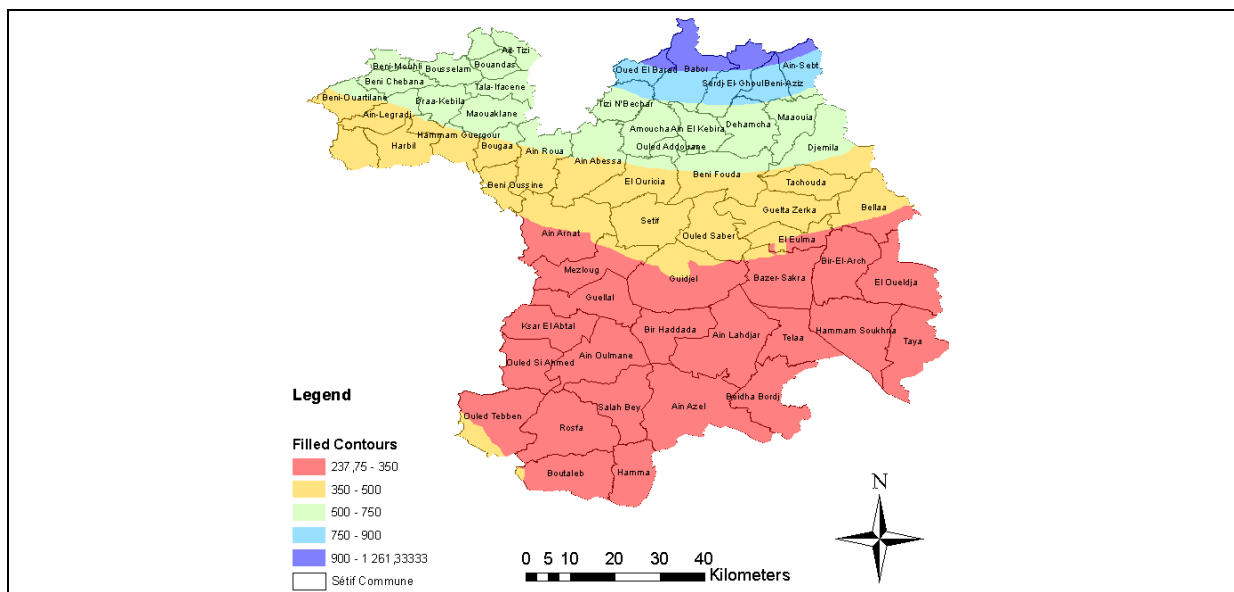 Ait Tizi
Beni-Mouhli
Bousselam
Bouandas
Beni Chebana
Tala-Ifacene
Beni-Ouartilane
Draa-Kebila
Maouaklane
Ain-Legradj
Hammam Guergour
Harbil
Bougaa
Ain Roua
Beni Oussine
Oued El Barad
Babor
Ain-Sebt
Serdj-El-Ghoul
Beni-Aziz
Tizi N'Bechar
Amoucha
Ain El Kebira
Dehamcha
Maaouia
Ouled Addouane
Djemila
Ain Abessa
El Ouricia
Beni Fouda
Tachouda
Setif
Guelta Zerka
Bellaa
Ouled Saber
El Eulma
Ain Arnat
Mezloug
Guidjel
Bazer-Sakra
Bir-El-Arch
El Oueldja
Guellal
Ksar El Abtal
Bir Haddada
Ain Lahdjar
Telaa
Hammam Soukhna
Taya
Ouled Si Ahmed
Ain Oulmane
Ouled Tebben
Salah Bey
Ain Azel
Beidha Bordj
Rosfa
Boutaleb
Hamma
Legend
Filled Contours
237,75 - 350
350 - 500
500 - 750
750 - 900
900 - 1 261,33333
Sétif Commune
0 5 10 20 30 40
Kilometers
N